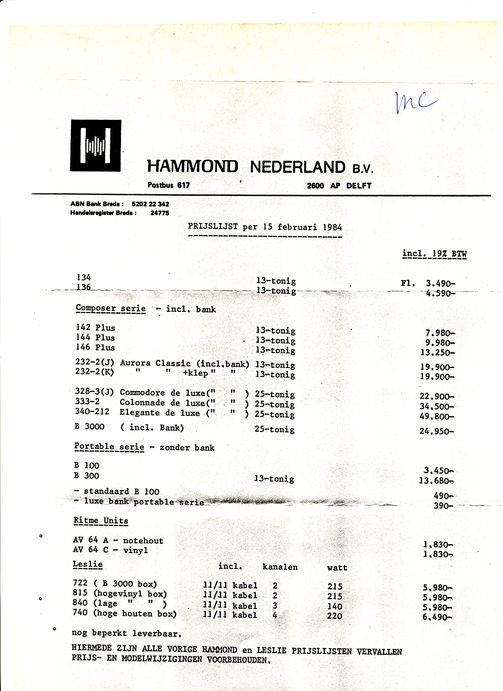 mc
HAMMOND NEDERLAND B.V.
Postbus 617 2600 AP DELFT
ABN Bank Breda : 5202 22 342
Handelsregister Breda : 24775
PRIJSLIJST per 15 februari 1984
incl. 19% BTW
134 13-tonig Fl. 3.490-
136 13-tonig 4.590-
Composer serie - incl. bank
142 Plus 13-tonig 7.980-
144 Plus 13-tonig 9.980-
146 Plus 13-tonig 13.250-
232-2(J) Aurora Classic (incl.bank) 13-tonig 19.900-
232-2(K) " " +klep " " 13-tonig 19.900-
328-3(J) Commodore de luxe(" " ) 25-tonig 22.900-
333-2 Colonnade de luxe(" " ) 25-tonig 34.500-
340-212 Elegante de luxe (" " ) 25-tonig 49.800-
B 3000 ( incl. Bank) 25-tonig 24.950-
Portable serie - zonder bank
B 100 3.450-
B 300 13-tonig 13.680-
- standaard B 100 490-
- luxe bank portable serie 390-
Ritme Units
AV 64 A - notehout 1.830-
AV 64 C - vinyl 1.830-
Leslie incl. kanalen watt
722 ( B 3000 box) 11/11 kabel 2 215 5.980-
815 (hogevinyl box) 11/11 kabel 2 215 5.980-
840 (lage " " ) 11/11 kabel 3 140 5.980-
740 (hoge houten box) 11/11 kabel 4 220 6.490-
° nog beperkt leverbaar.
HIERMEDE ZIJN ALLE VORIGE HAMMOND en LESLIE PRIJSLIJSTEN VERVALLEN
PRIJS- EN MODELWIJZIGINGEN VOORBEHOUDEN.